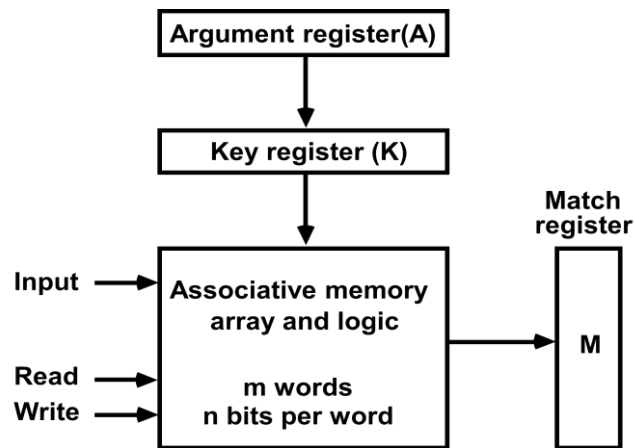 Argument register(A)
Key register (K)
Match
register
Input
Associative memory
array and logic
M
Read
m words
Write
n bits per word